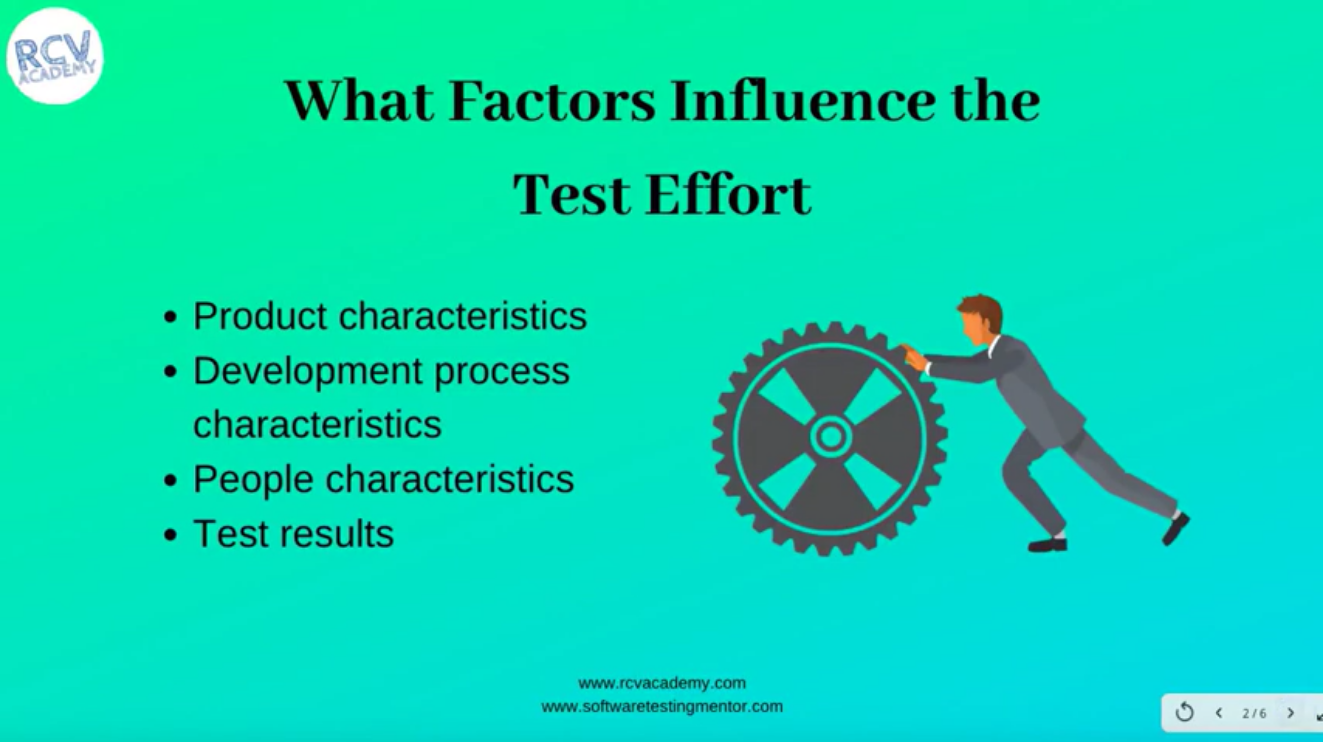 RCV
ACADEMY
What Factors Influence the
Test Effort
• Product characteristics
• Development process
characteristics
• People characteristics
• Test results
www.rcvacademy.com
www.softwaretestingmentor.com
2/6